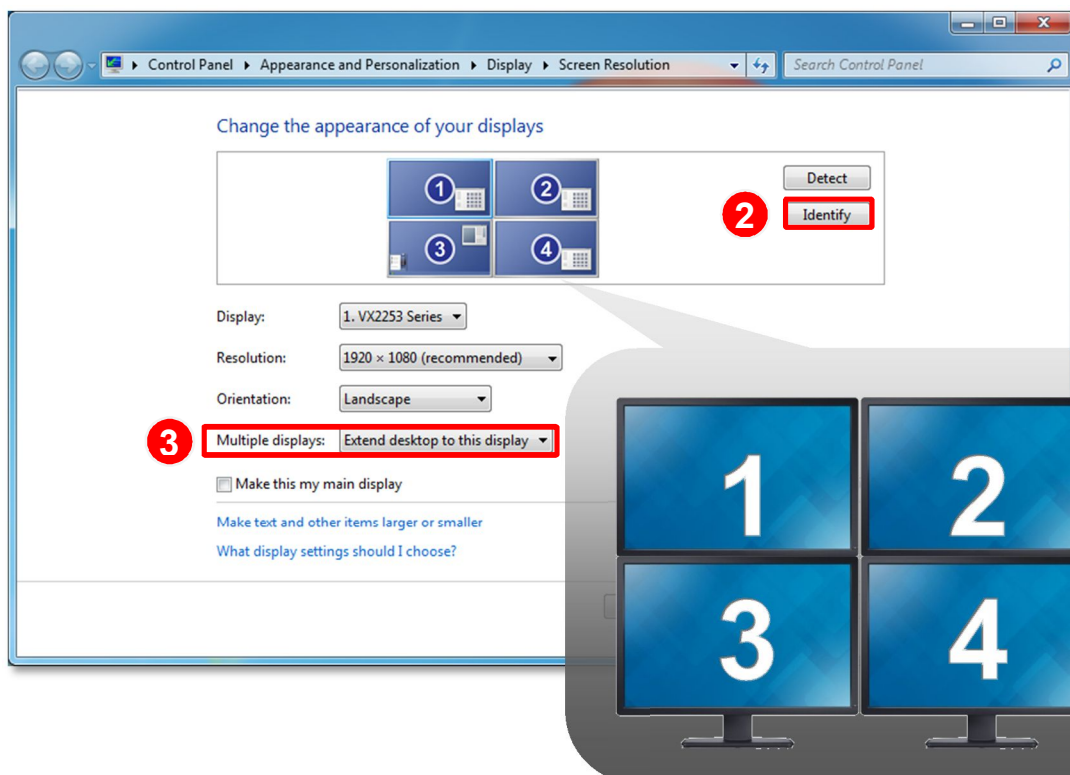 Control Panel Appearance and Personalization Display Screen Resolution
Search Control Panel
Change the appearance of your displays
1
2
3
4
Detect
2
Identify
Display:
1. VX2253 Series
Resolution:
1920 × 1080 (recommended)
Orientation:
Landscape
3
Multiple displays:
Extend desktop to this display
Make this my main display
Make text and other items larger or smaller
What display settings should I choose?
1
2
3
4